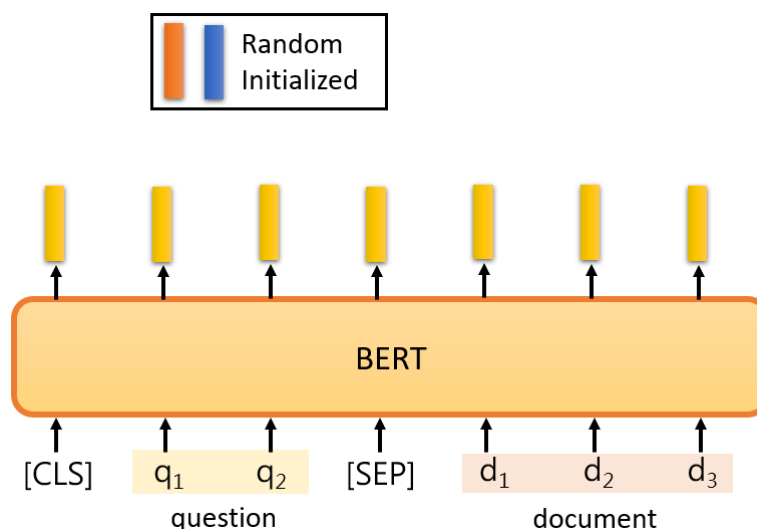 Random
Initialized
BERT
[CLS] q₁ q₂ [SEP] d₁ d₂ d₃
question document